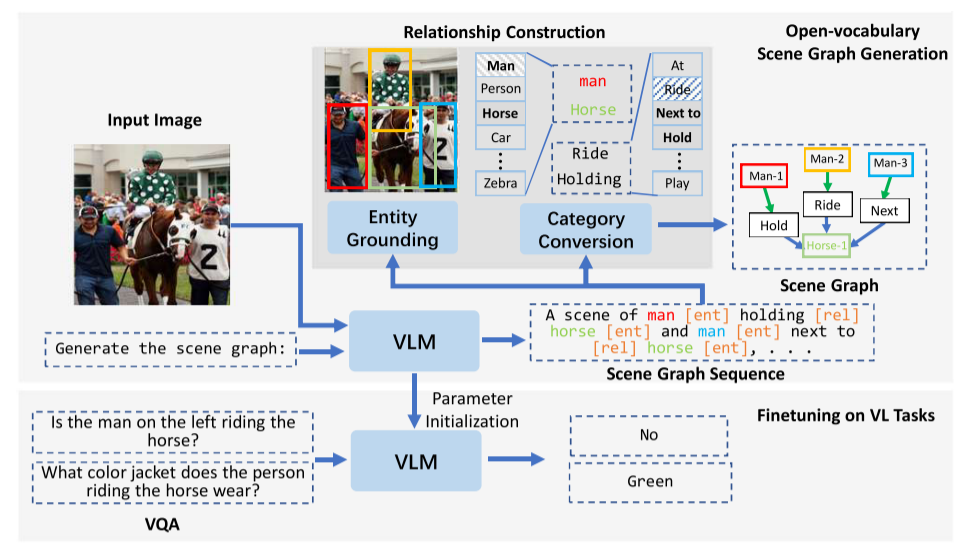 Relationship Construction
Open-vocabulary
Scene Graph Generation
Input Image
Man
Person
Horse
Car
Zebra
man
Horse
Ride
Holding
At
Ride
Next to
Hold
Play
Entity
Grounding
Category
Conversion
Man-1
Man-2
Man-3
Hold
Ride
Next
Horse-1
Scene Graph
2
2
Generate the scene graph:
VLM
A scene of man [ent] holding [rel]
horse [ent] and man [ent] next to
[rel] horse [ent], . . .
Scene Graph Sequence
Parameter
Initialization
Finetuning on VL Tasks
Is the man on the left riding the
horse?
What color jacket does the person
riding the horse wear?
VQA
VLM
No
Green